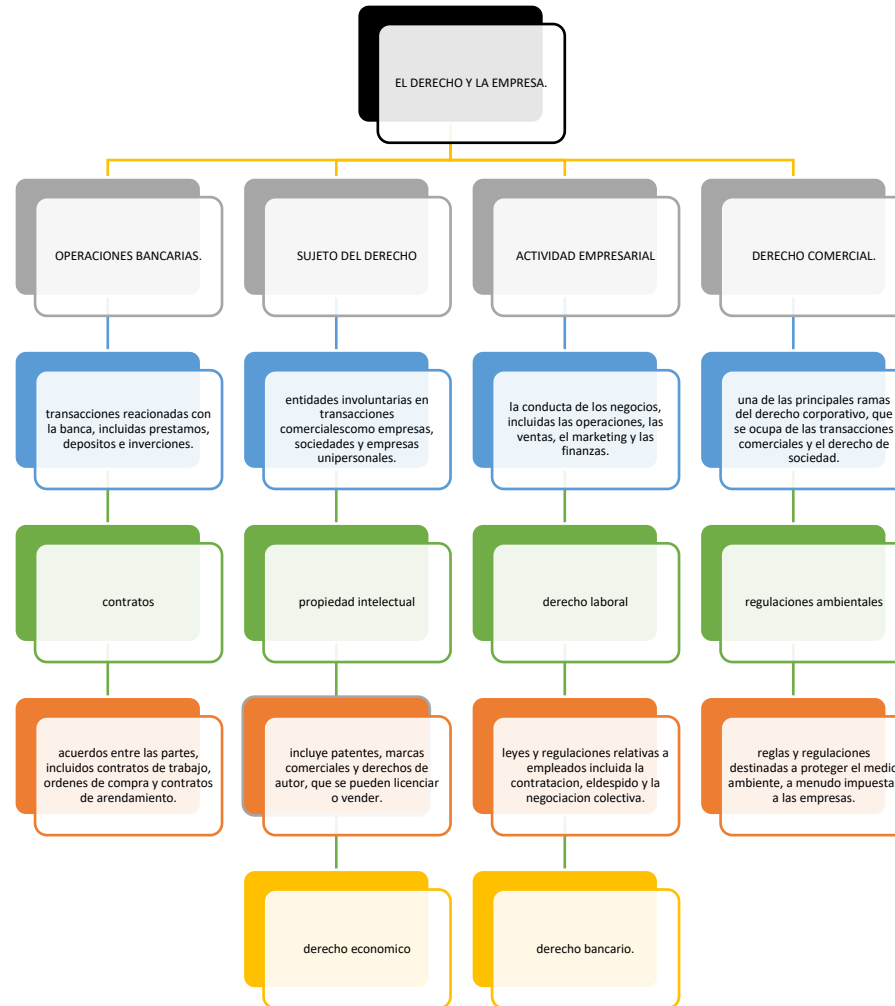 EL DERECHO Y LA EMPRESA.
OPERACIONES BANCARIAS.
SUJETO DEL DERECHO
ACTIVIDAD EMPRESARIAL
DERECHO COMERCIAL.
transacciones reacionadas con
la banca, incluidas prestamos,
depositos e inverciones.
entidades involuntarias en
transacciones
comercialescomo empresas,
sociedades y empresas
unipersonales.
la conducta de los negocios,
incluidas las operaciones, las
ventas, el marketing y las
finanzas.
una de las principales ramas
del derecho corporativo, que
se ocupa de las transacciones
comerciales y el derecho de
sociedad.
contratos
propiedad intelectual
derecho laboral
regulaciones ambientales
acuerdos entre las partes,
incluidos contratos de trabajo,
ordenes de compra y contratos
de arendamiento.
incluye patentes, marcas
comerciales y derechos de
autor, que se pueden licenciar
o vender.
leyes y regulaciones relativas a
empleados incluida la
contratacion, eldespido y la
negociacion colectiva.
reglas y regulaciones
destinadas a proteger el medio
ambiente, a menudo impuesta
a las empresas.
derecho economico
derecho bancario.